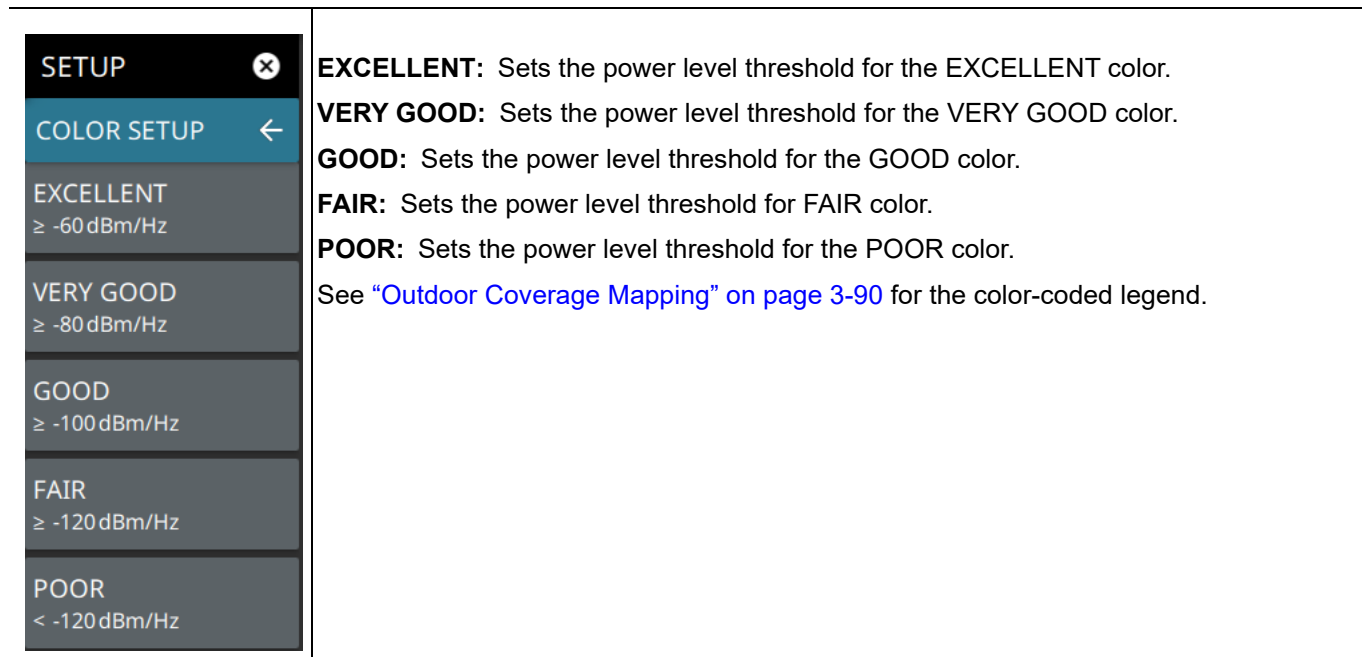 SETUP
COLOR SETUP
EXCELLENT
≥ -60 dBm/Hz
VERY GOOD
≥ -80 dBm/Hz
GOOD
≥ -100 dBm/Hz
FAIR
≥ -120 dBm/Hz
POOR
< -120 dBm/Hz
EXCELLENT: Sets the power level threshold for the EXCELLENT color.
VERY GOOD: Sets the power level threshold for the VERY GOOD color.
GOOD: Sets the power level threshold for the GOOD color.
FAIR: Sets the power level threshold for FAIR color.
POOR: Sets the power level threshold for the POOR color.
See “Outdoor Coverage Mapping” on page 3-90 for the color-coded legend.